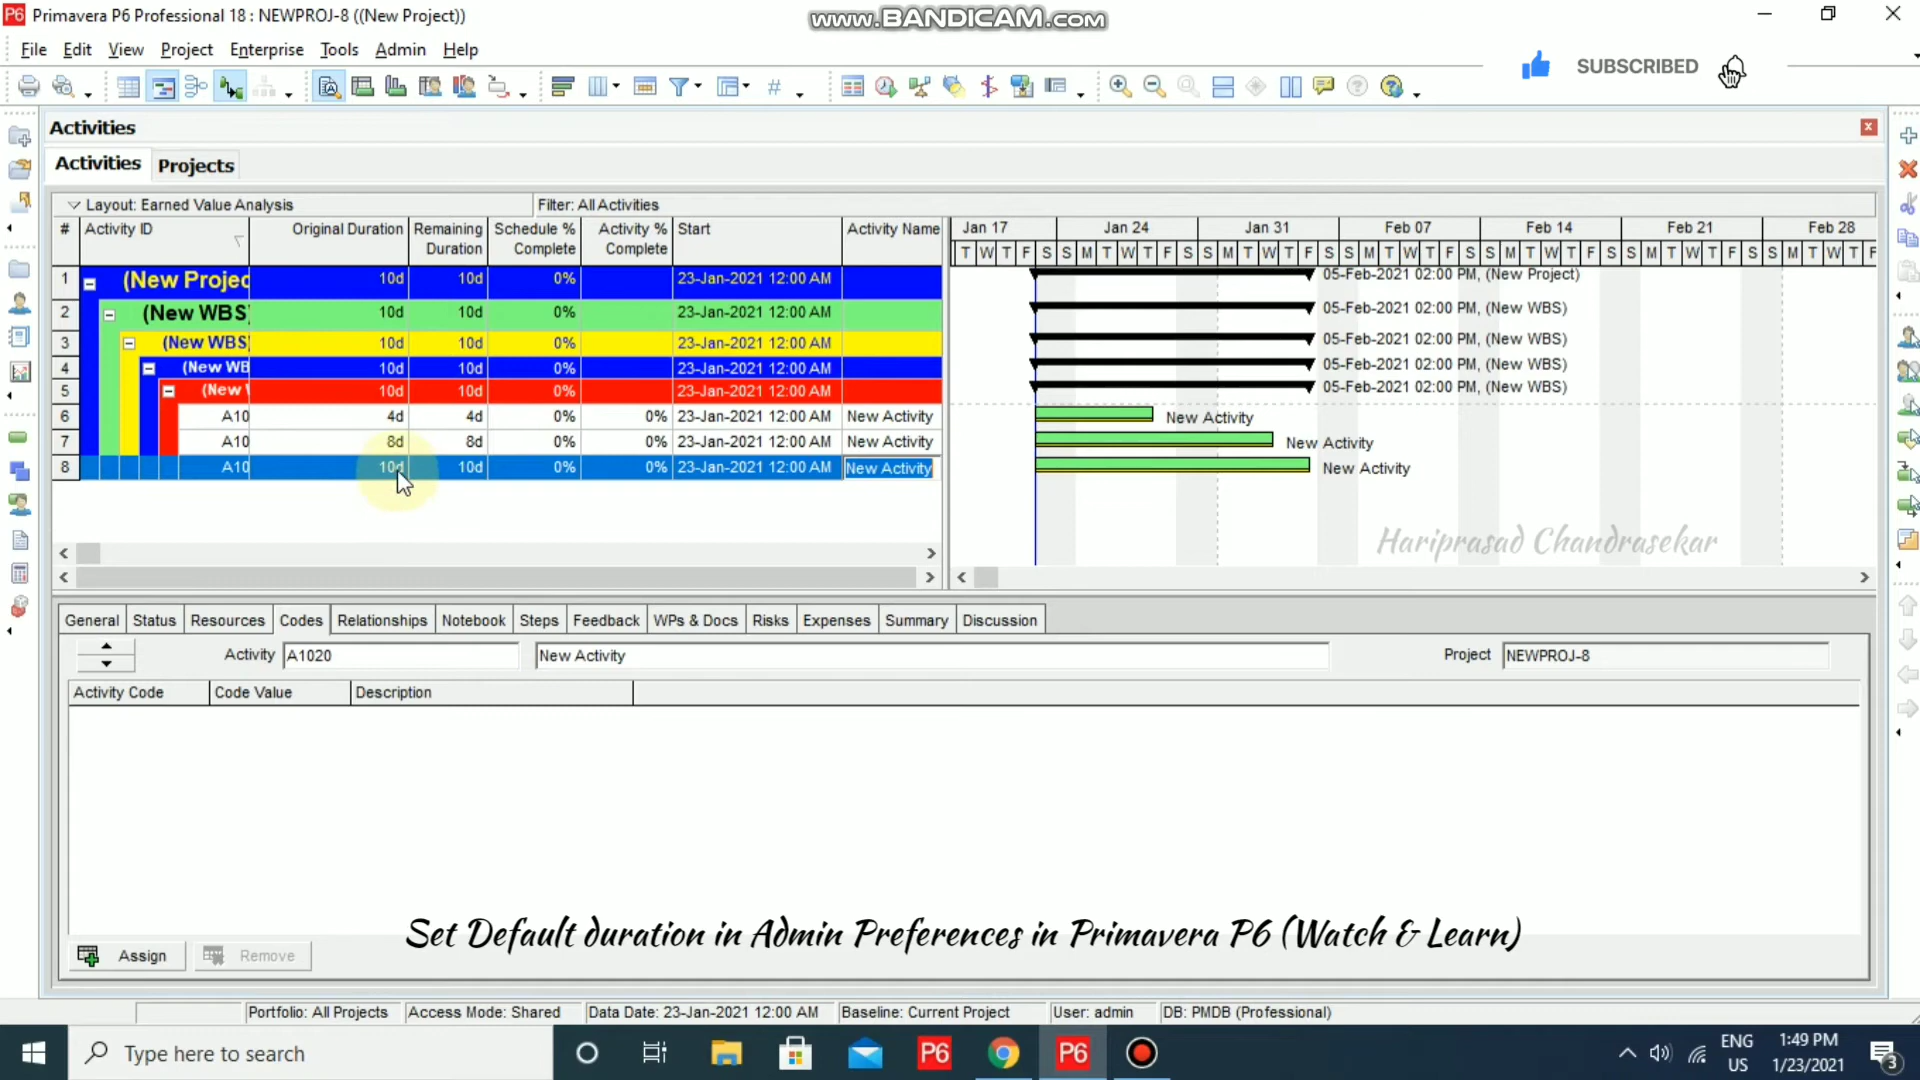 Primavera P6 Professional 18 : NEWPROJ-8 ((New Project))
www.BANDICAM.com
File Edit View Project Enterprise Tools Admin Help
SUBSCRIBED
Activities
Activities Projects
Layout: Earned Value Analysis Filter: All Activities
# Activity ID Original Duration Remaining Duration Schedule % Complete Activity % Complete Start Activity Name
Jan 17 Jan 24 Jan 31 Feb 07 Feb 14 Feb 21 Feb 28
T W T F S S M T W T F S S M T W T F S S M T W T F S S M T W T F S S M T W T F S S M T W T F
1 (New Projec 10d 10d 0% 23-Jan-2021 12:00 AM 05-Feb-2021 02:00 PM, (New Project)
2 (New WBS) 10d 10d 0% 23-Jan-2021 12:00 AM 05-Feb-2021 02:00 PM, (New WBS)
3 (New WBS) 10d 10d 0% 23-Jan-2021 12:00 AM 05-Feb-2021 02:00 PM, (New WBS)
4 (New WB 10d 10d 0% 23-Jan-2021 12:00 AM 05-Feb-2021 02:00 PM, (New WBS)
5 (New 10d 10d 0% 23-Jan-2021 12:00 AM 05-Feb-2021 02:00 PM, (New WBS)
6 A10 4d 4d 0% 0% 23-Jan-2021 12:00 AM New Activity New Activity
7 A10 8d 8d 0% 0% 23-Jan-2021 12:00 AM New Activity New Activity
8 A10 10d 10d 0% 0% 23-Jan-2021 12:00 AM New Activity New Activity
Hariprasad Chandrasekar
General Status Resources Codes Relationships Notebook Steps Feedback WPs & Docs Risks Expenses Summary Discussion
Activity A1020 New Activity Project NEWPROJ-8
Activity Code Code Value Description
Set Default duration in Admin Preferences in Primavera P6 (Watch & Learn)
Assign Remove
Portfolio: All Projects Access Mode: Shared Data Date: 23-Jan-2021 12:00 AM Baseline: Current Project User: admin DB: PMDB (Professional)
Type here to search
P6 P6
ENG US
1:49 PM
1/23/2021
3